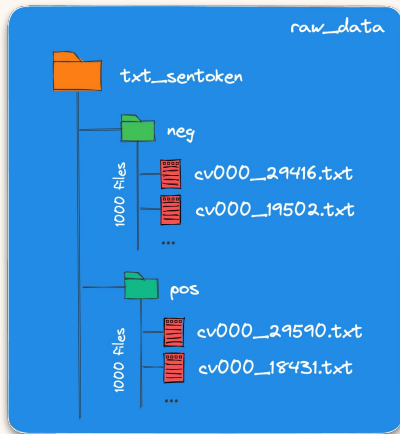 raw_data
txt_sentoken
neg
1000 files
cv000_29416.txt
cv000_19502.txt
...
pos
1000 files
cv000_29590.txt
cv000_18431.txt
...